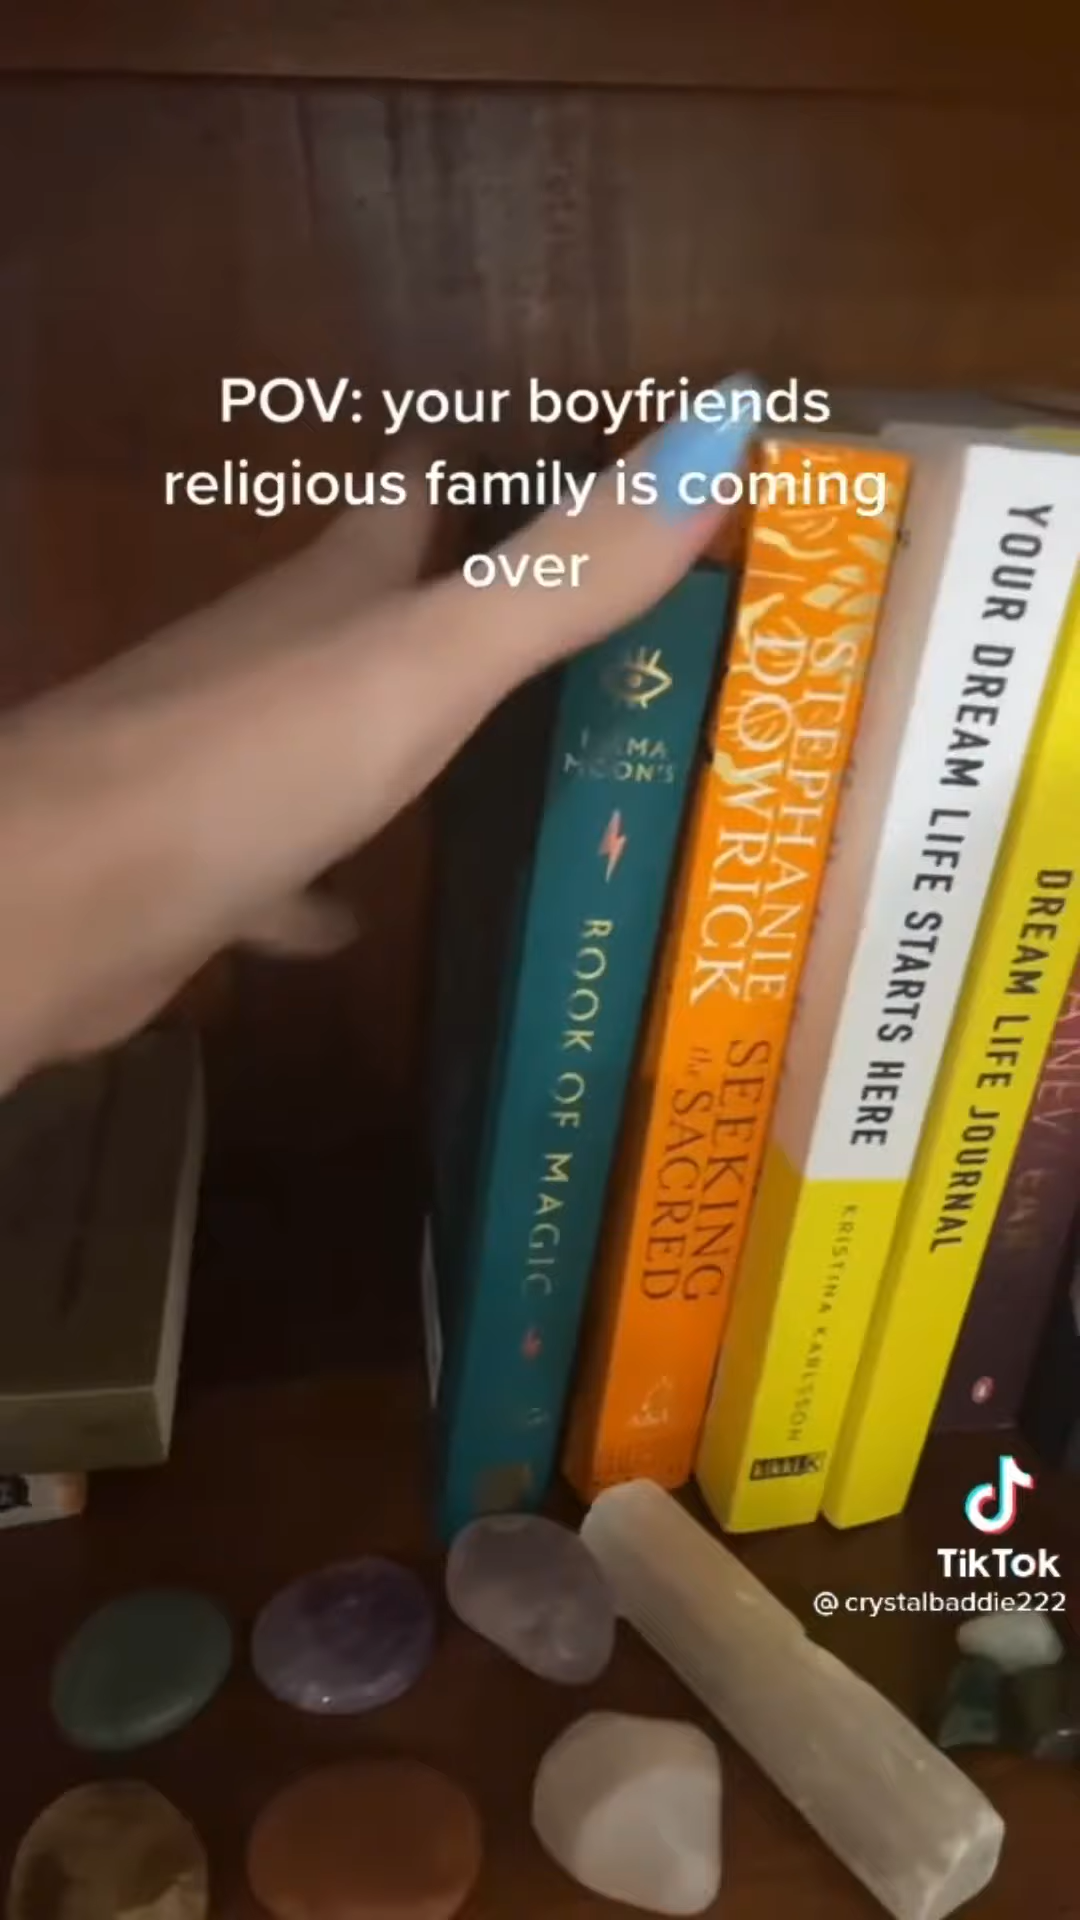 POV: your boyfriends
religious family is coming
over
MOON'S
BOOK OF MAGIC
STEPHANIE
DOWRICK
SEEKING
the SACRED
YOUR DREAM LIFE STARTS HERE
KRISTINA KARLSSON
DREAM LIFE JOURNAL
TikTok
@crystalbaddie222